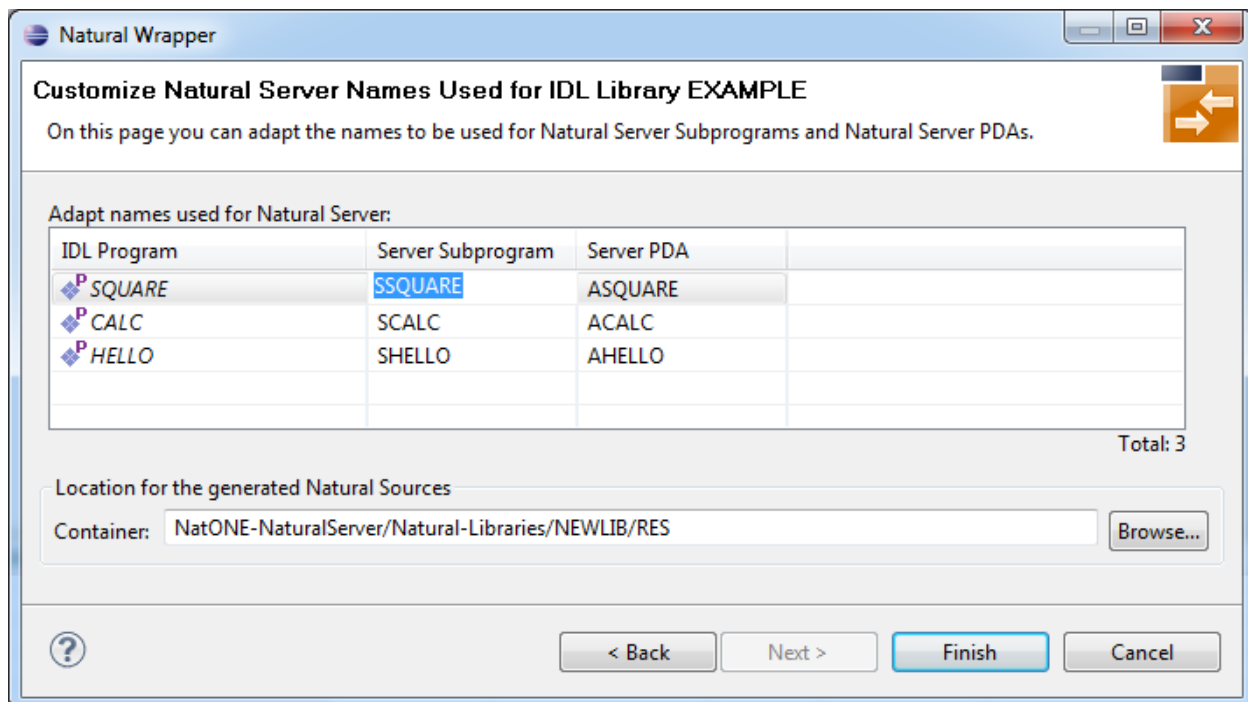 Natural Wrapper
Customize Natural Server Names Used for IDL Library EXAMPLE
On this page you can adapt the names to be used for Natural Server Subprograms and Natural Server PDAs.
Adapt names used for Natural Server:
IDL Program Server Subprogram Server PDA
P SQUARE SSQUARE ASQUARE
P CALC SCALC ACALC
P HELLO SHELLO AHELLO
Total: 3
Location for the generated Natural Sources
Container: NatONE-NaturalServer/Natural-Libraries/NEWLIB/RES Browse...
? < Back Next > Finish Cancel